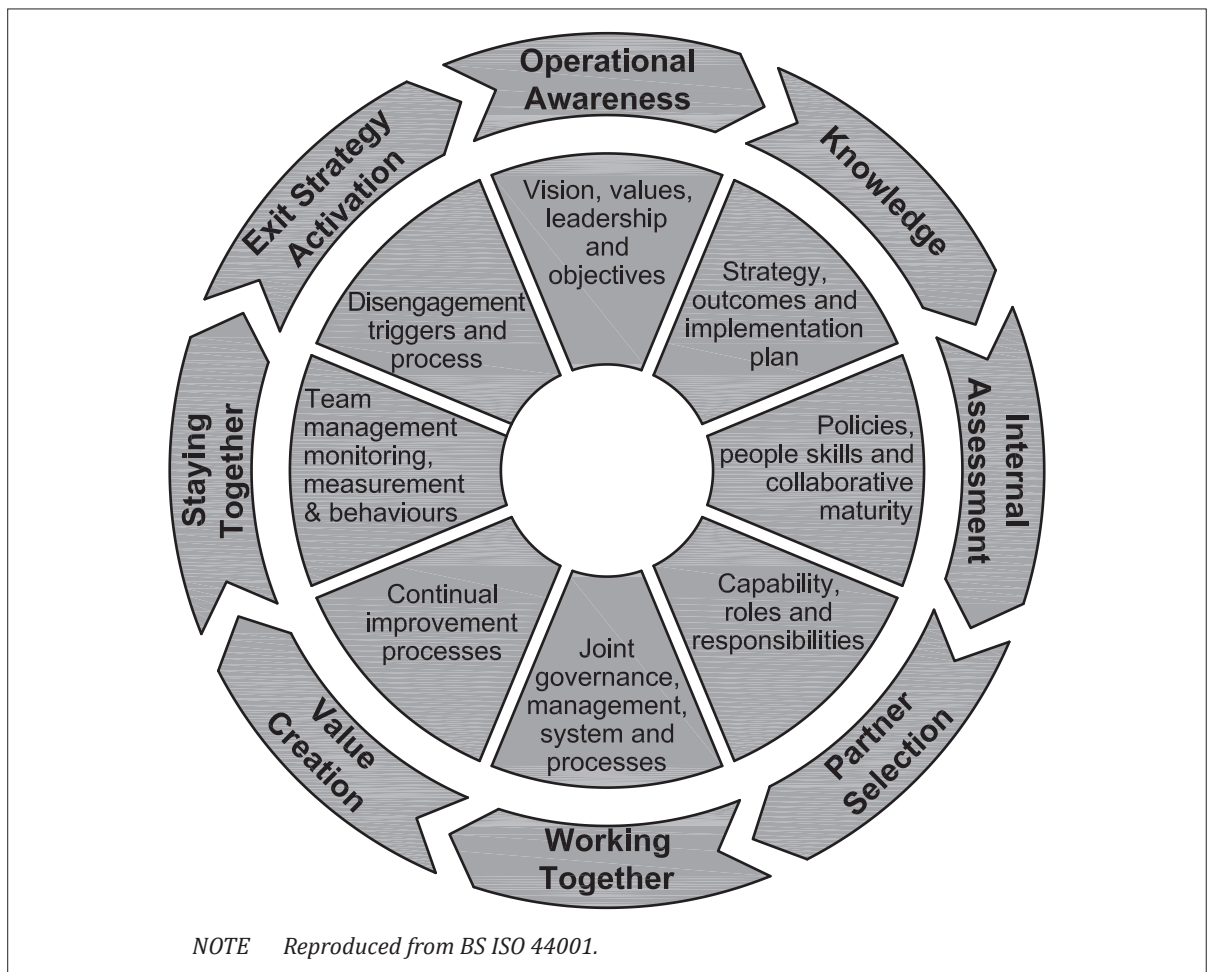 Operational
Awareness
Knowledge
Internal
Assessment
Partner
Selection
Working
Together
Value
Creation
Staying
Together
Exit Strategy
Activation
Vision, values,
leadership
and
objectives
Strategy,
outcomes and
implementation
plan
Policies,
people skills and
collaborative
maturity
Capability,
roles and
responsibilities
Joint
governance,
management,
system and
processes
Continual
improvement
processes
Team
management
monitoring,
measurement
& behaviours
Disengagement
triggers and
process
NOTE Reproduced from BS ISO 44001.